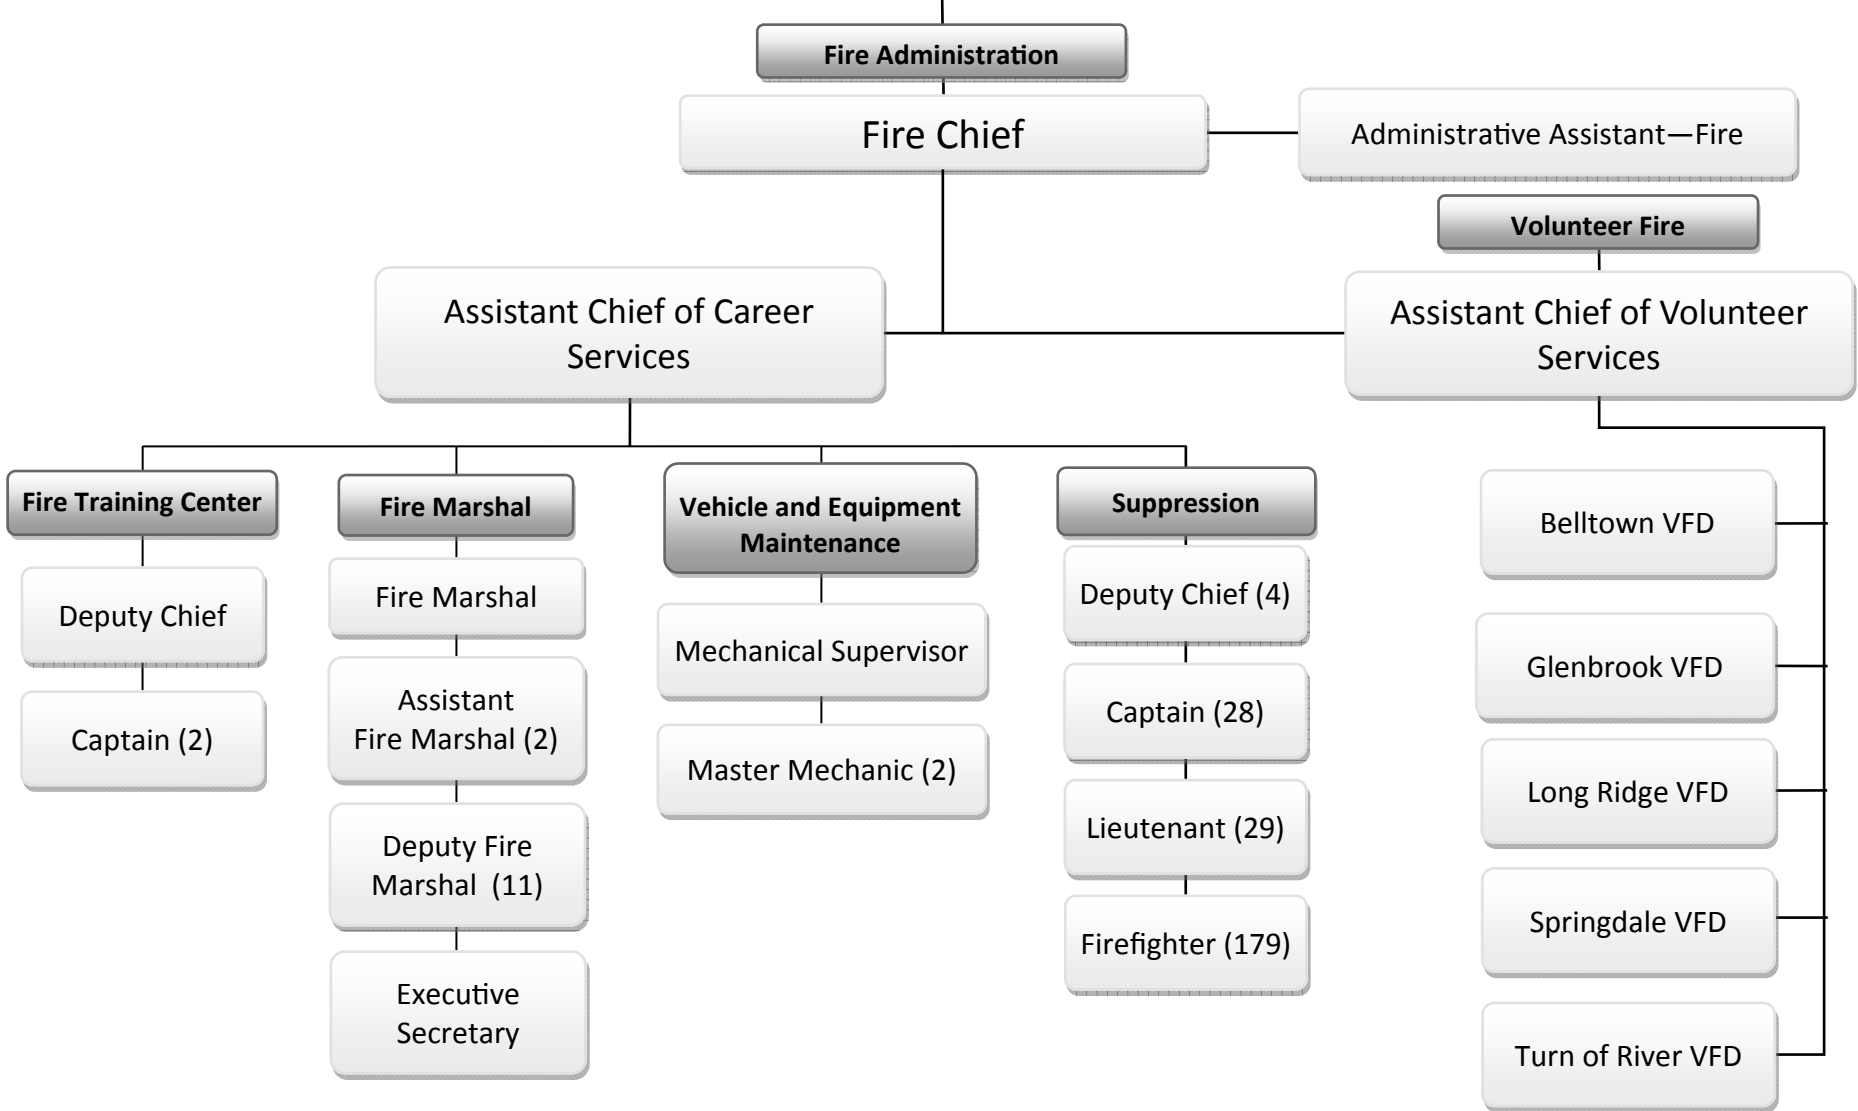 Fire Administration
Fire Chief
Administrative Assistant—Fire
Volunteer Fire
Assistant Chief of Career
Services
Assistant Chief of Volunteer
Services
Fire Training Center
Deputy Chief
Captain (2)
Fire Marshal
Fire Marshal
Assistant
Fire Marshal (2)
Deputy Fire
Marshal  (11)
Executive
Secretary
Vehicle and Equipment
Maintenance
Mechanical Supervisor
Master Mechanic (2)
Suppression
Deputy Chief (4)
Captain (28)
Lieutenant (29)
Firefighter (179)
Belltown VFD
Glenbrook VFD
Long Ridge VFD
Springdale VFD
Turn of River VFD